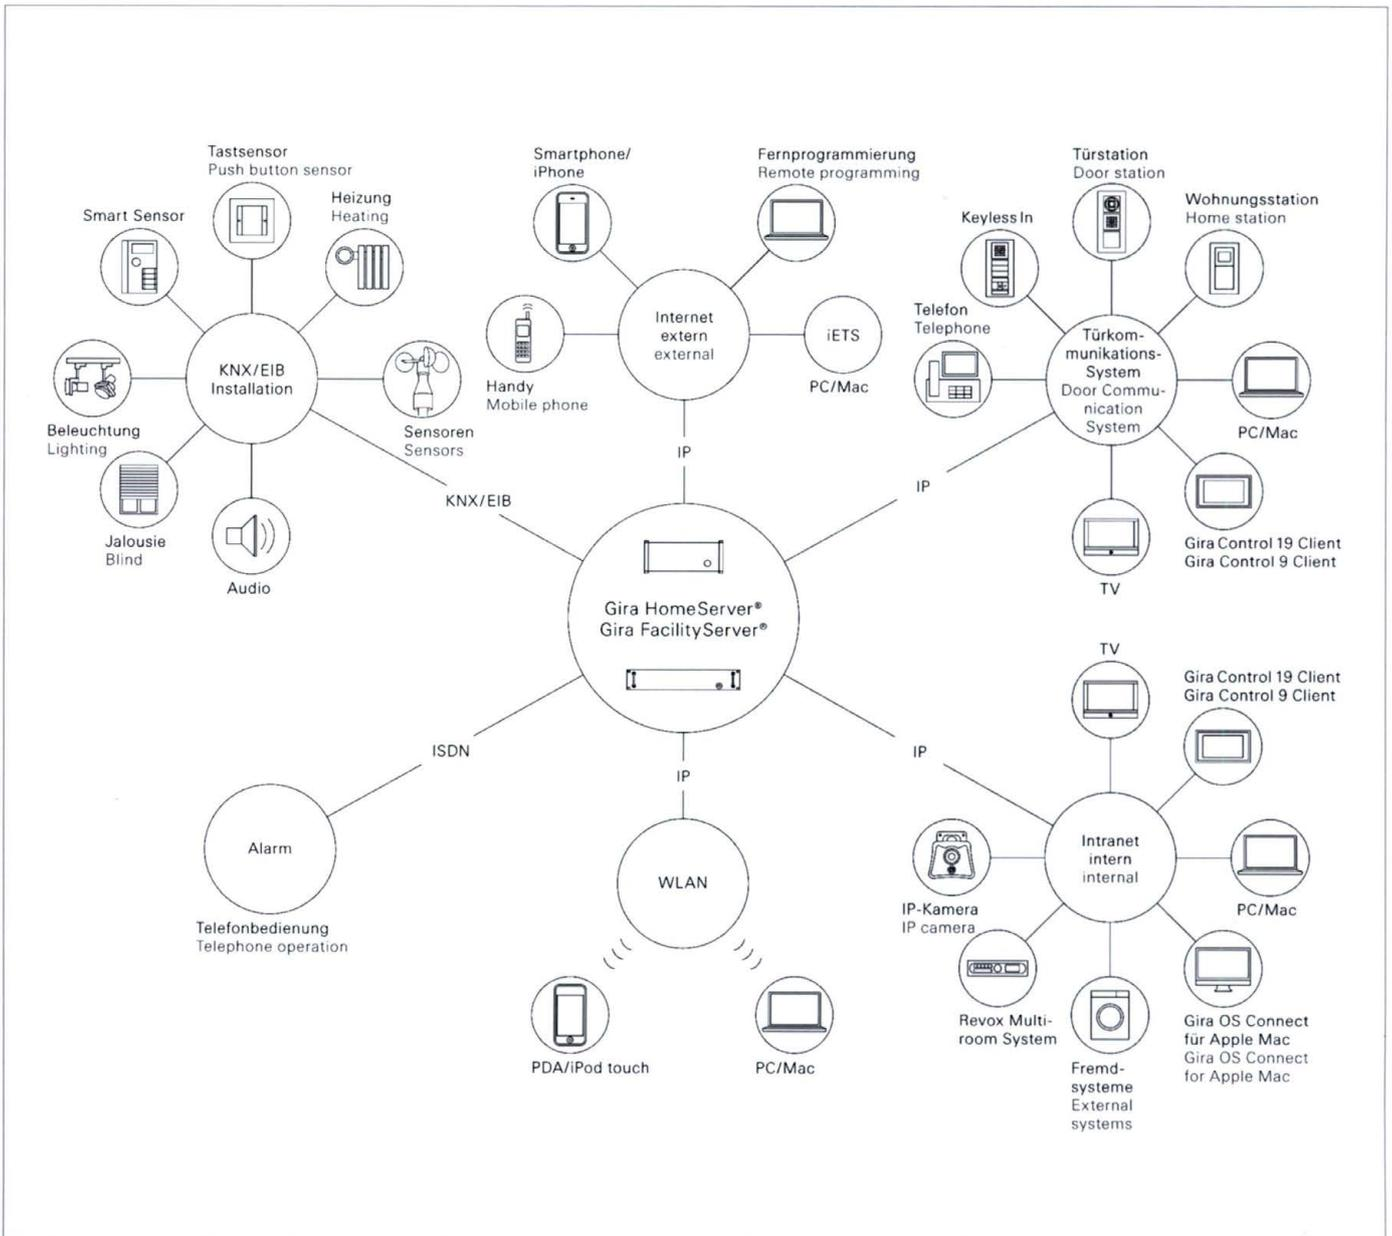 Tastsensor
Push button sensor
Heizung
Heating
Smart Sensor
KNX/EIB
Installation
Beleuchtung
Lighting
Sensoren
Sensors
Jalousie
Blind
Audio
KNX/EIB
Smartphone/
iPhone
Fernprogrammierung
Remote programming
Internet
extern
external
iETS
PC/Mac
Handy
Mobile phone
IP
Türstation
Door station
Wohnungsstation
Home station
Keyless In
Telefon
Telephone
Türkom-
munikations-
System
Door Commu-
nication
System
PC/Mac
Gira Control 19 Client
Gira Control 9 Client
TV
IP
Gira HomeServer®
Gira FacilityServer®
ISDN
Alarm
Telefonbedienung
Telephone operation
IP
WLAN
PDA/iPod touch
PC/Mac
IP
TV
Gira Control 19 Client
Gira Control 9 Client
Intranet
intern
internal
PC/Mac
IP-Kamera
IP camera
Revox Multi-
room System
Fremd-
systeme
External
systems
Gira OS Connect
für Apple Mac
Gira OS Connect
for Apple Mac